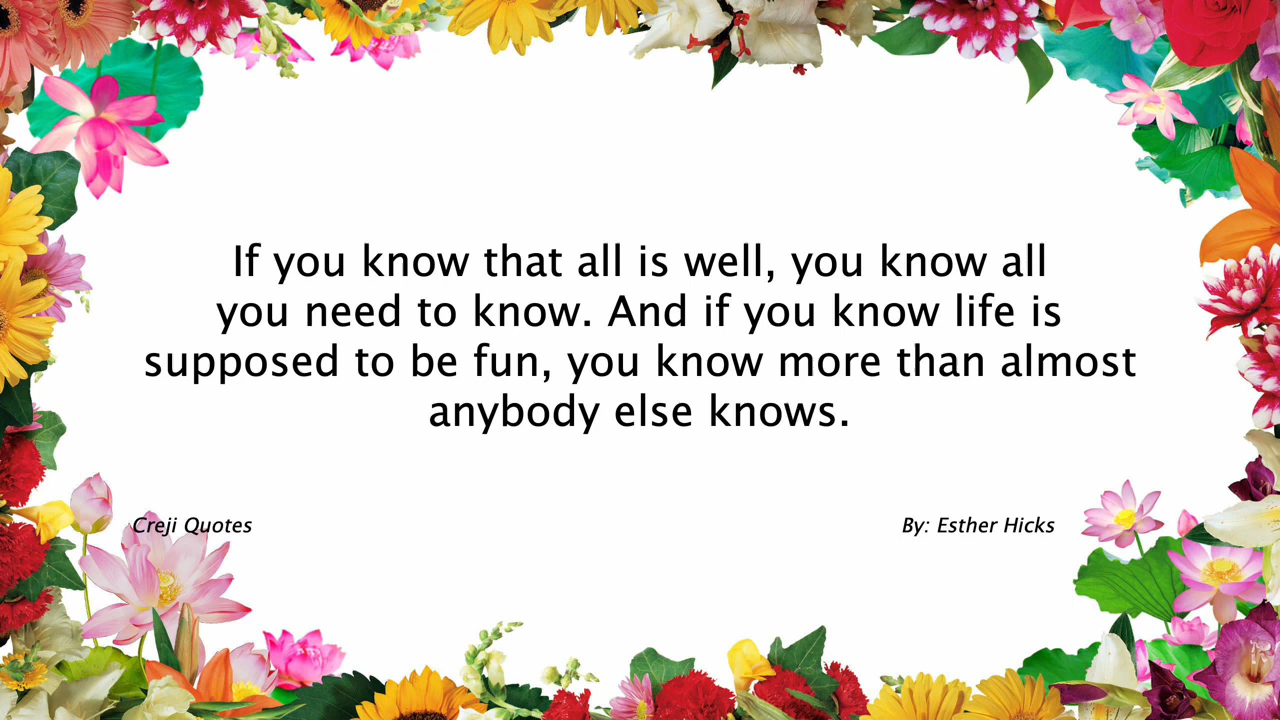 If you know that all is well, you know all
you need to know. And if you know life is
supposed to be fun, you know more than almost
anybody else knows.
Creji Quotes
By: Esther Hicks